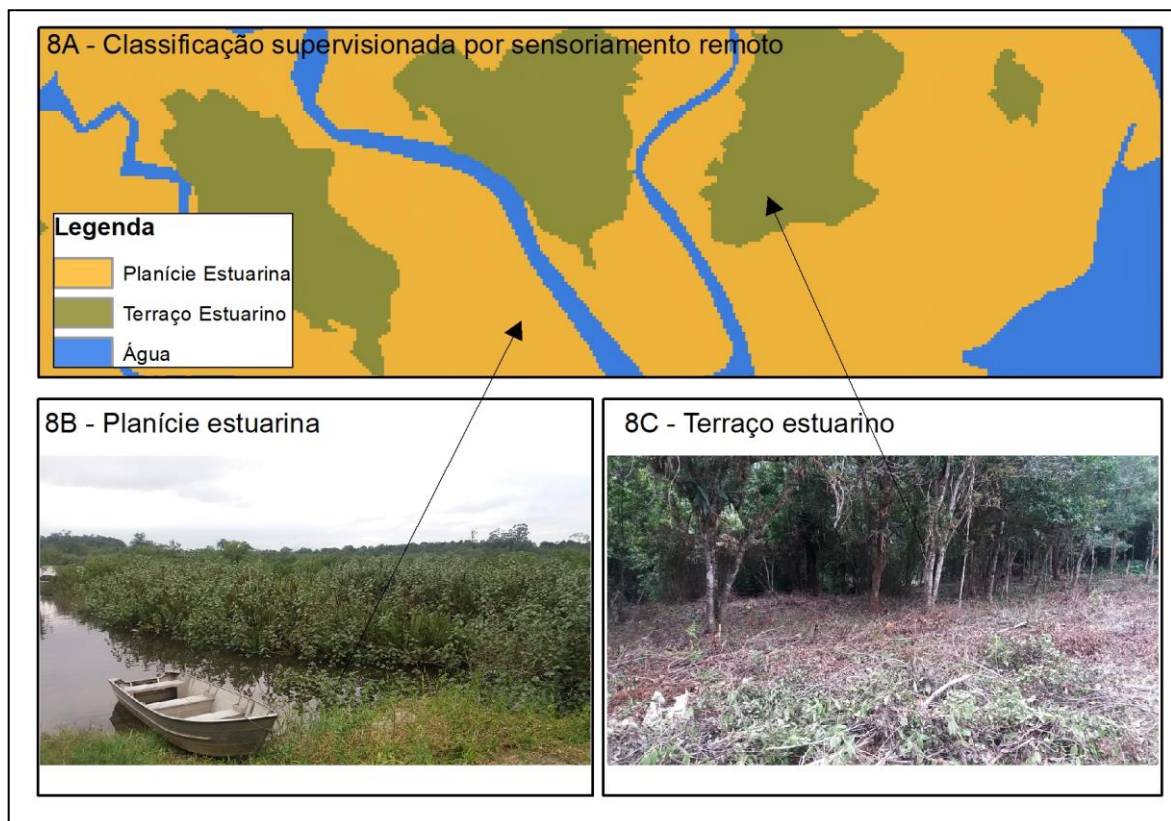 8A - Classificação supervisionada por sensoriamento remoto
Legenda
Planície Estuarina
Terraço Estuarino
Água
8B - Planície estuarina
8C - Terraço estuarino